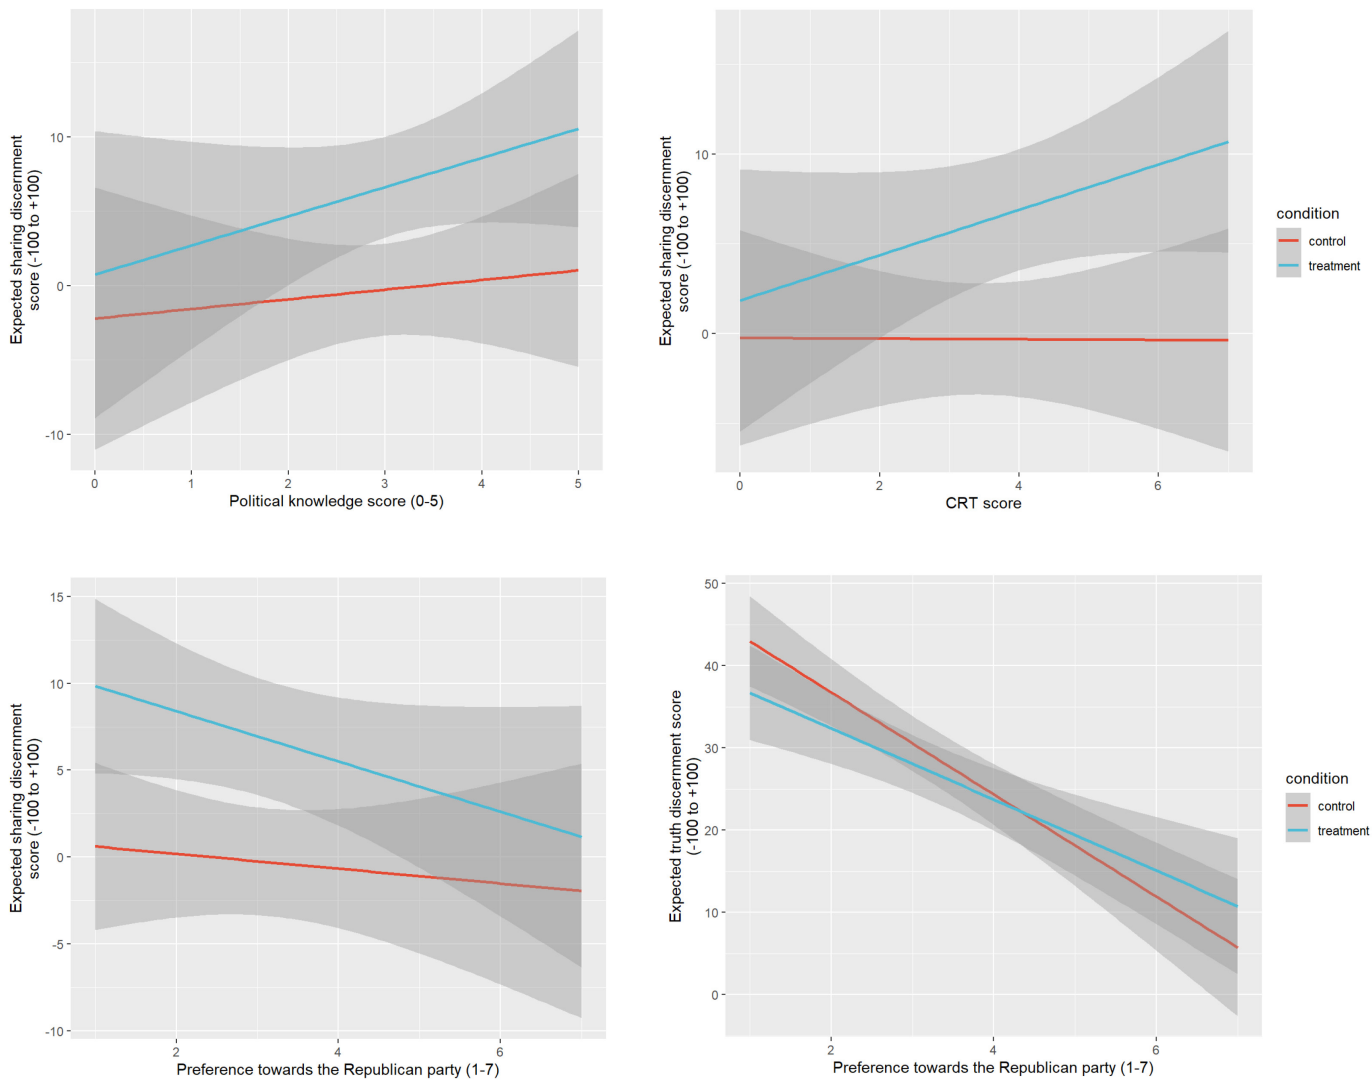 Expected sharing discernment
score (-100 to +100)
10
0
-10
0 1 2 3 4 5
Political knowledge score (0-5)
Expected sharing discernment
score (-100 to +100)
10
0
0 2 4 6
CRT score
condition
control
treatment
Expected sharing discernment
score (-100 to +100)
15
10
5
0
-5
-10
2 4 6
Preference towards the Republican party (1-7)
Expected truth discernment score
(-100 to +100)
50
40
30
20
10
0
2 4 6
Preference towards the Republican party (1-7)
condition
control
treatment